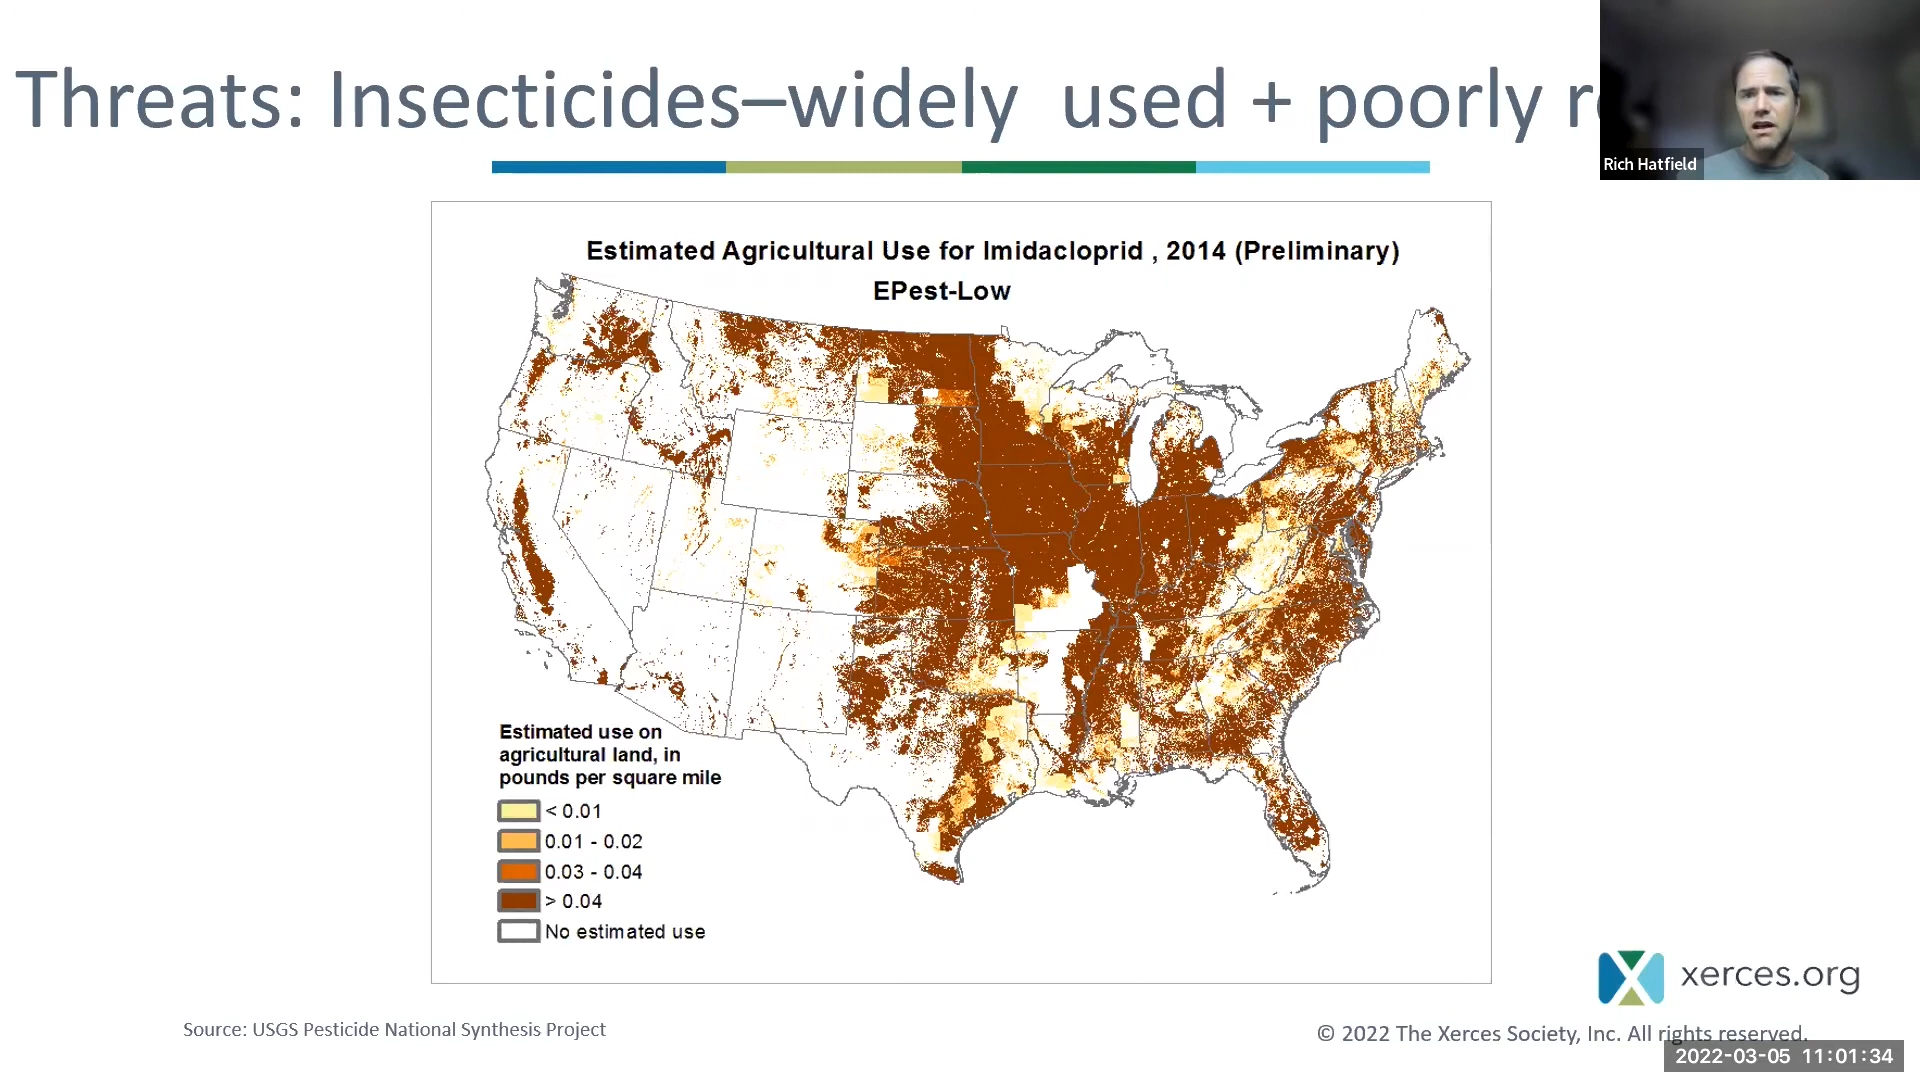 Threats: Insecticides–widely  used + poorly
Rich Hatfield
Estimated Agricultural Use for Imidacloprid , 2014 (Preliminary)
EPest-Low
Estimated use on
agricultural land, in
pounds per square mile
< 0.01
0.01 - 0.02
0.03 - 0.04
> 0.04
No estimated use
xerces.org
Source: USGS Pesticide National Synthesis Project
© 2022 The Xerces Society, Inc. All rights reserved.
2022-03-05 11:01:34